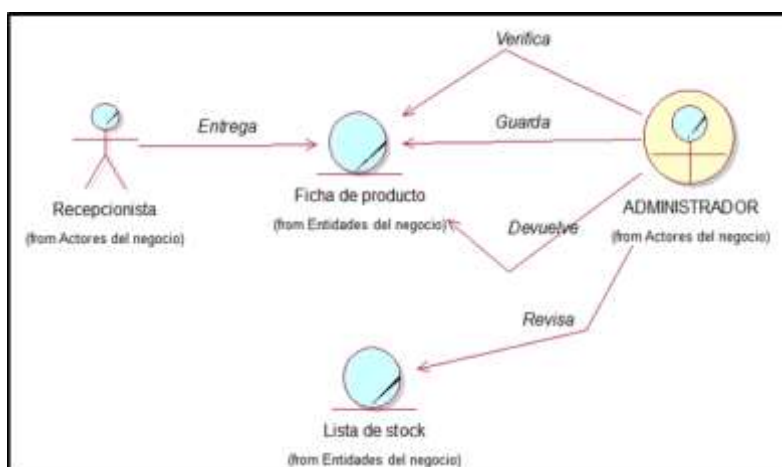 Verifica
Entrega
Guarda
Recepcionista
(from Actores del negocio)
Ficha de producto
(from Entidades del negocio)
Devuelve
ADMINISTRADOR
(from Actores del negocio)
Revisa
Lista de stock
(from Entidades del negocio)